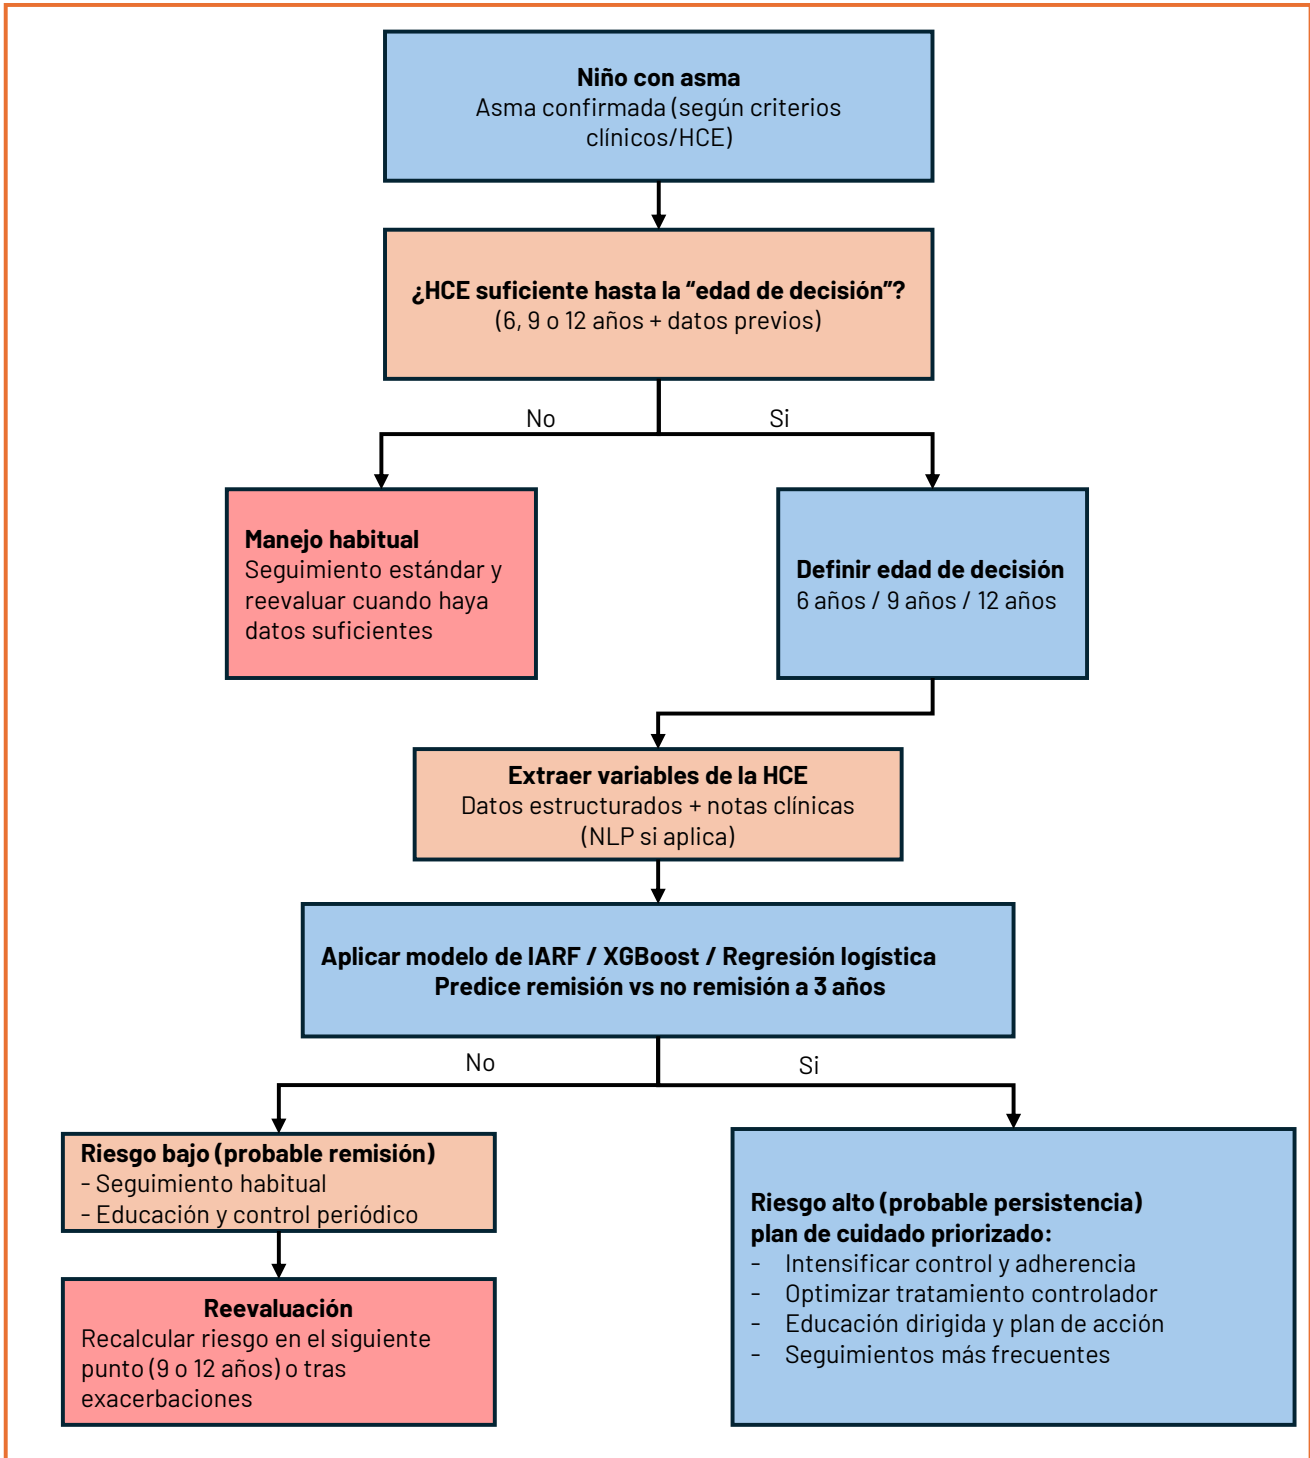 Niño con asma
Asma confirmada (según criterios
clínicos/HCE)
¿HCE suficiente hasta la “edad de decisión”?
(6, 9 o 12 años + datos previos)
No
Si
Manejo habitual
Seguimiento estándar y
reevaluar cuando haya
datos suficientes
Definir edad de decisión
6 años / 9 años / 12 años
Extraer variables de la HCE
Datos estructurados + notas clínicas
(NLP si aplica)
Aplicar modelo de IARF / XGBoost / Regresión logística
Predice remisión vs no remisión a 3 años
No
Si
Riesgo bajo (probable remisión)
- Seguimiento habitual
- Educación y control periódico
Reevaluación
Recalcular riesgo en el siguiente
punto (9 o 12 años) o tras
exacerbaciones
Riesgo alto (probable persistencia)
plan de cuidado priorizado:
- Intensificar control y adherencia
- Optimizar tratamiento controlador
- Educación dirigida y plan de acción
- Seguimientos más frecuentes